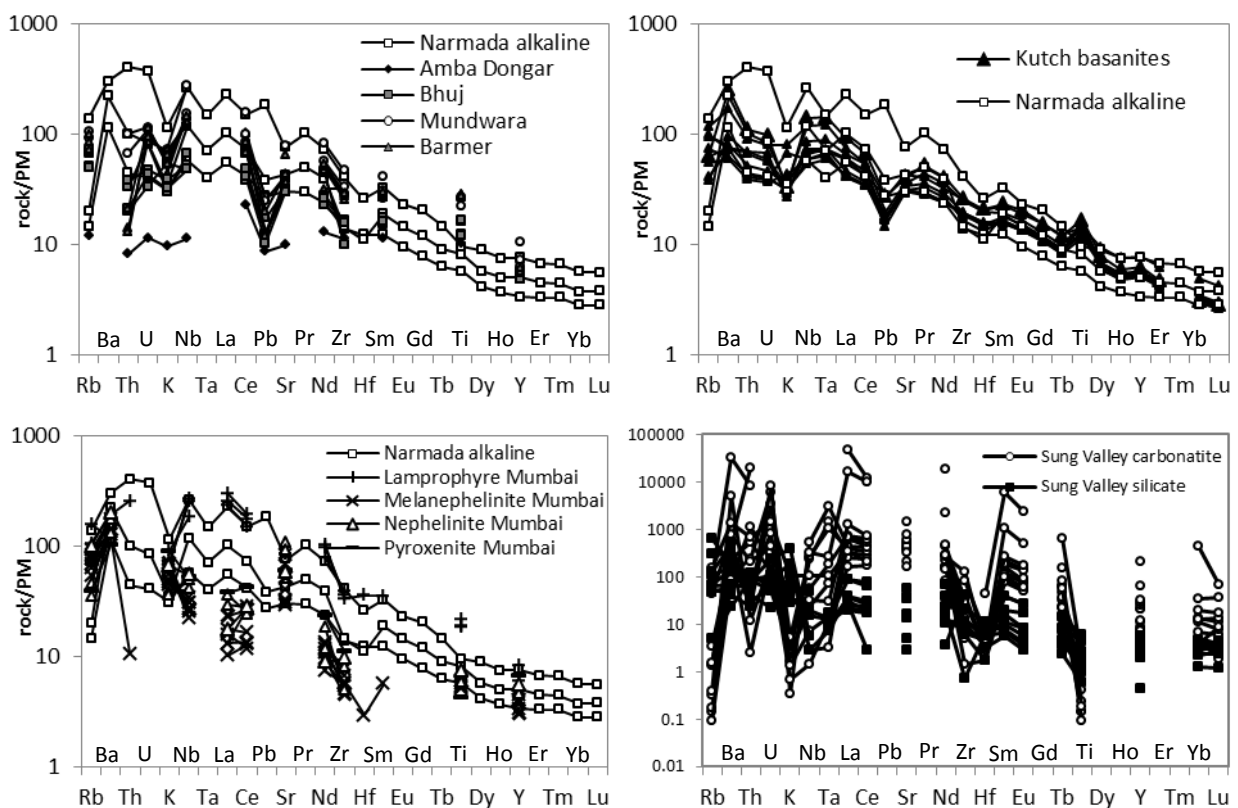 1000
100
10
1
rock/PM
Narmada alkaline
Amba Dongar
Bhuj
Mundwara
Barmer
Ba U Nb La Pb Pr Zr Sm Gd Ti Ho Er Yb
Rb Th K Ta Ce Sr Nd Hf Eu Tb Dy Y Tm Lu
1000
100
10
1
rock/PM
Kutch basanites
Narmada alkaline
Ba Th U Nb La Pb Pr Zr Sm Gd Ti Ho Er Yb
Rb Th K Ta Ce Sr Nd Hf Eu Tb Dy Y Tm Lu
1000
100
10
1
rock/PM
Narmada alkaline
Lamprophyre Mumbai
Melanephelinite Mumbai
Nephelinite Mumbai
Pyroxenite Mumbai
Ba U Nb La Pb Pr Zr Sm Gd Ti Ho Er Yb
Rb Th K Ta Ce Sr Nd Hf Eu Tb Dy Y Tm Lu
100000
10000
1000
100
10
1
0.1
0.01
Sung Valley carbonatite
Sung Valley silicate
Ba U Nb La Pb Pr Zr Sm Gd Ti Ho Er Yb
Rb Th K Ta Ce Sr Nd Hf Eu Tb Dy Y Tm Lu